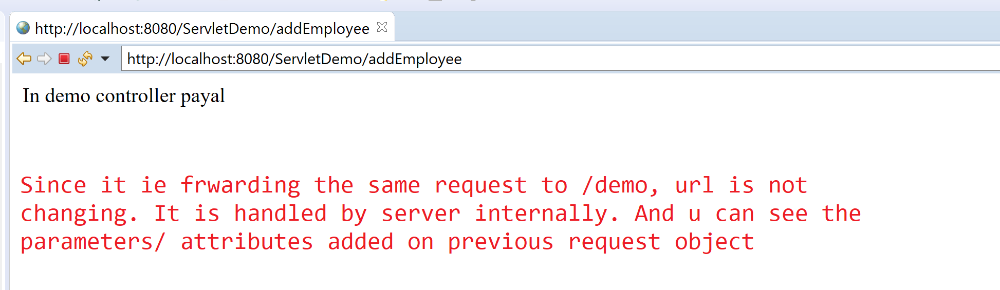 http://localhost:8080/ServletDemo/addEmployee
http://localhost:8080/ServletDemo/addEmployee
In demo controller payal
Since it ie frwarding the same request to /demo, url is not
changing. It is handled by server internally. And u can see the
parameters/ attributes added on previous request object